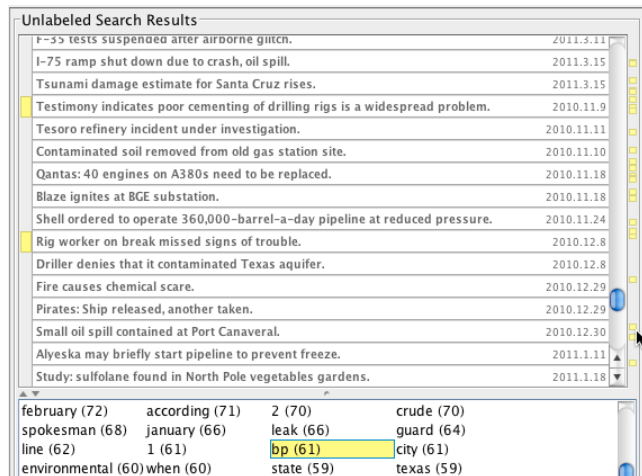 Unlabeled Search Results
F-35 tests suspended after airborne glitch. 2011.3.11
I-75 ramp shut down due to crash, oil spill. 2011.3.15
Tsunami damage estimate for Santa Cruz rises. 2011.3.15
Testimony indicates poor cementing of drilling rigs is a widespread problem. 2010.11.9
Tesoro refinery incident under investigation. 2010.11.11
Contaminated soil removed from old gas station site. 2010.11.10
Qantas: 40 engines on A380s need to be replaced. 2010.11.18
Blaze ignites at BGE substation. 2010.11.18
Shell ordered to operate 360,000-barrel-a-day pipeline at reduced pressure. 2010.11.24
Rig worker on break missed signs of trouble. 2010.12.8
Driller denies that it contaminated Texas aquifer. 2010.12.8
Fire causes chemical scare. 2010.12.29
Pirates: Ship released, another taken. 2010.12.29
Small oil spill contained at Port Canaveral. 2010.12.30
Alyeska may briefly start pipeline to prevent freeze. 2011.1.11
Study: sulfolane found in North Pole vegetables gardens. 2011.1.18
february (72) according (71) 2 (70) crude (70)
spokesman (68) january (66) leak (66) guard (64)
line (62) 1 (61) bp (61) city (61)
environmental (60) when (60) state (59) texas (59)